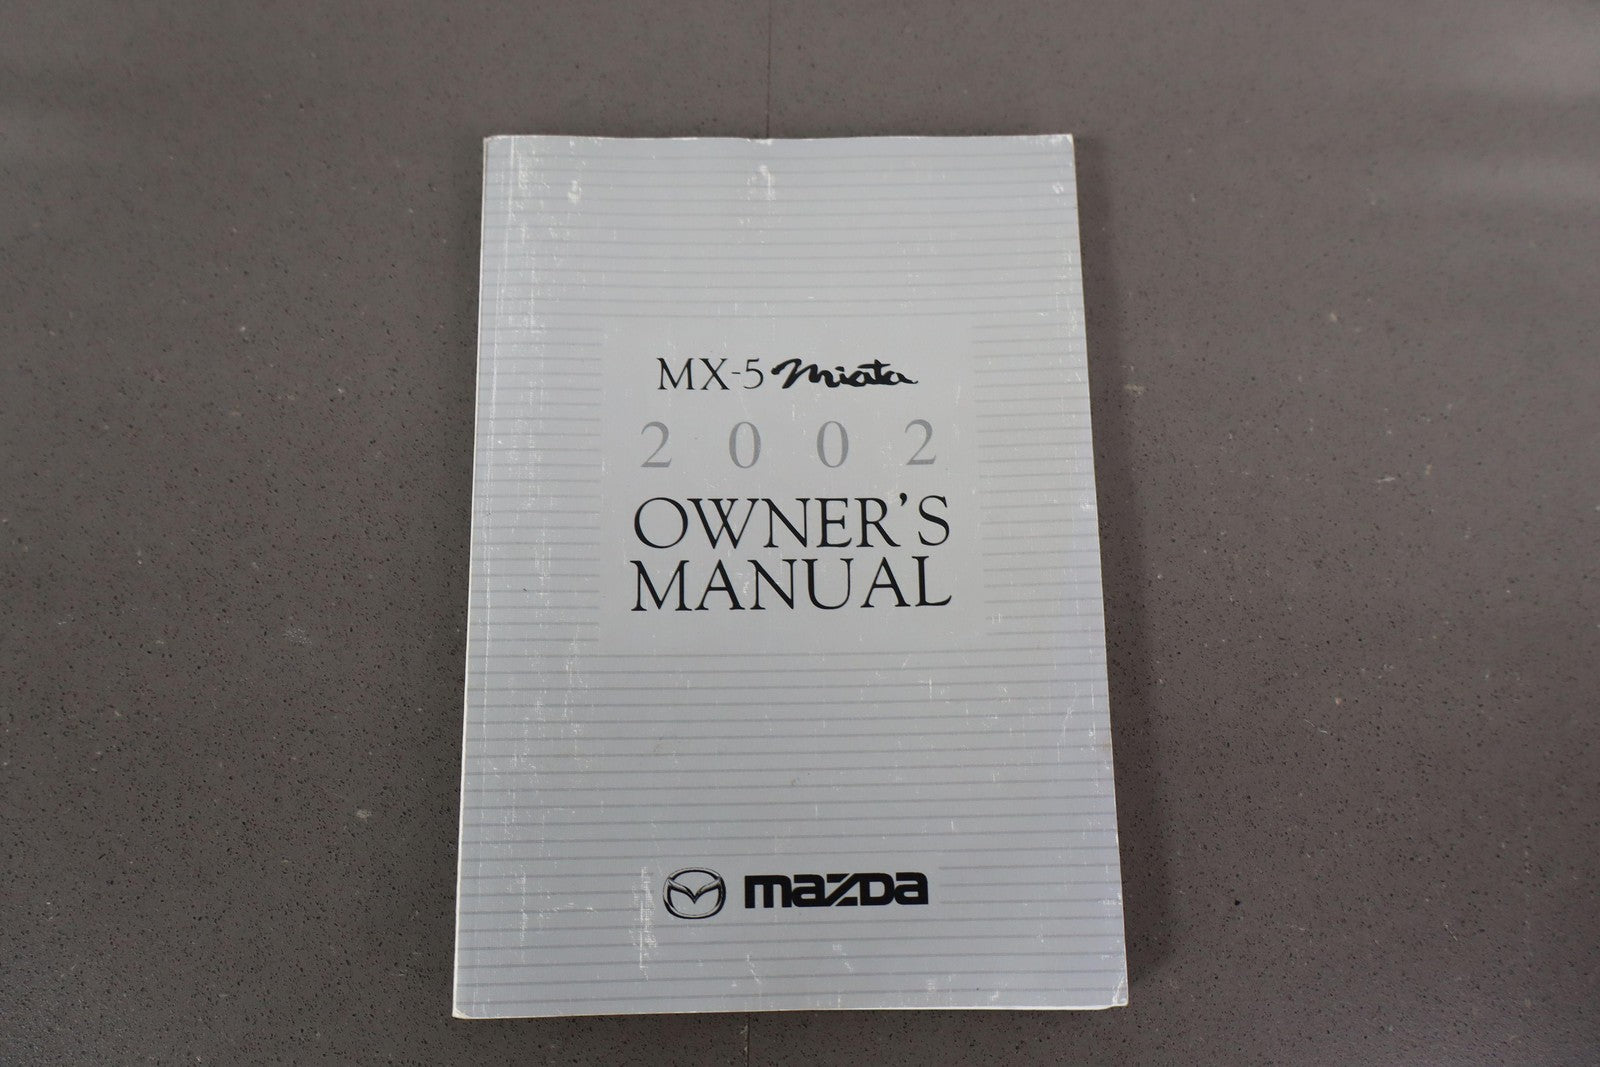 MX-5 Miata
2002
OWNER'S
MANUAL
mazda